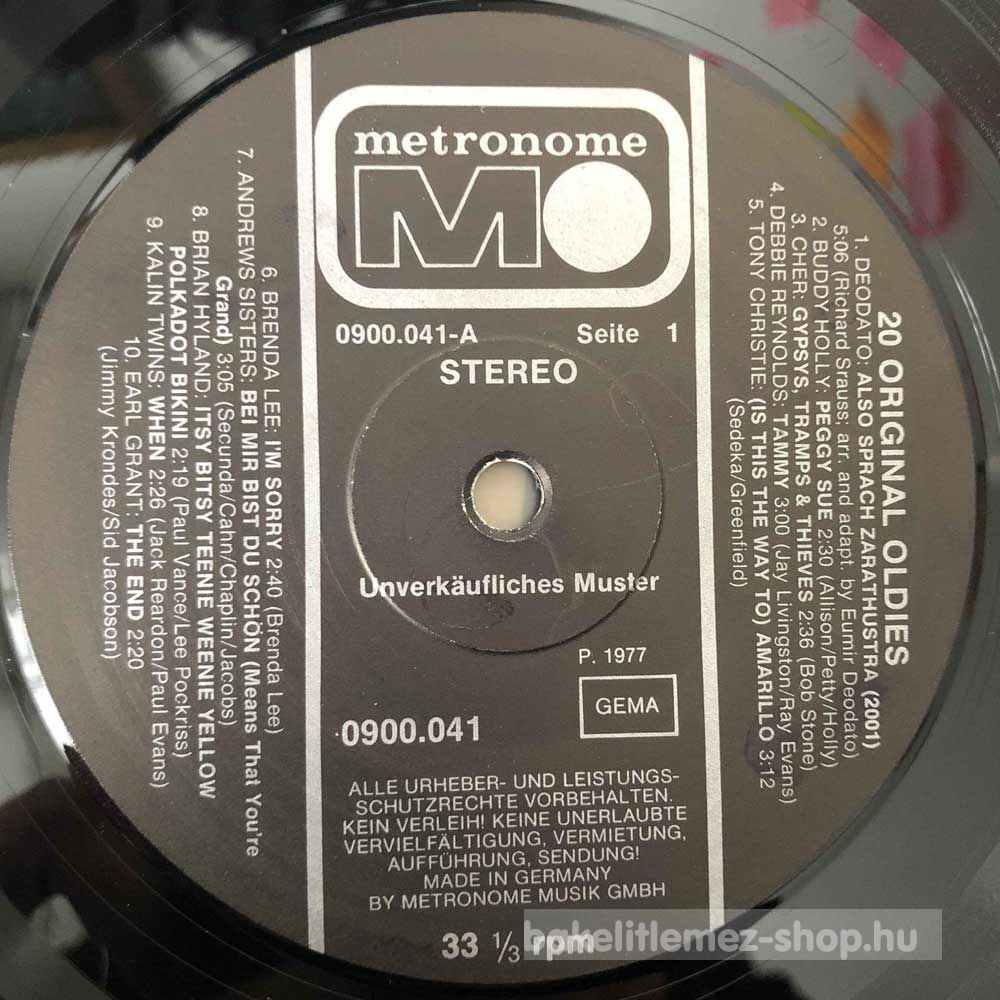 metronome
MO
0900.041-A Seite 1
STEREO
Unverkäufliches Muster
P. 1977
GEMA
0900.041
ALLE URHEBER- UND LEISTUNGS-
SCHUTZRECHTE VORBEHALTEN.
KEIN VERLEIH! KEINE UNERLAUBTE
VERVIELFÄLTIGUNG, VERMIETUNG,
AUFFÜHRUNG, SENDUNG!
MADE IN GERMANY
BY METRONOME MUSIK GMBH
33 1/3 rpm
20 ORIGINAL OLDIES
1. DEODATO: ALSO SPRACH ZARATHUSTRA (2001)
5:06 (Richard Strauss; arr. and adapt. by Eumir Deodato)
2. BUDDY HOLLY: PEGGY SUE 2:30 (Allison/Petty/Holly)
3. CHER: GYPSYS, TRAMPS & THIEVES 2:36 (Bob Stone)
4. DEBBIE REYNOLDS: TAMMY 3:00 (Jay Livingston/Ray Evans)
5. TONY CHRISTIE: (IS THIS THE WAY TO) AMARILLO 3:12
(Sedeka/Greenfield)
6. BRENDA LEE: I'M SORRY 2:40 (Brenda Lee)
7. ANDREWS SISTERS: BEI MIR BIST DU SCHÖN (Means That You're
Grand) 3:05 (Secunda/Cahn/Chaplin/Jacobs)
8. BRIAN HYLAND: ITSY BITSY TEENIE WEENIE YELLOW
POLKADOT BIKINI 2:19 (Paul Vance/Lee Pockriss)
9. KALIN TWINS: WHEN 2:26 (Jack Reardon/Paul Evans)
10. EARL GRANT: THE END 2:20
(Jimmy Krondes/Sid Jacobson)
bakelitlemez-shop.hu